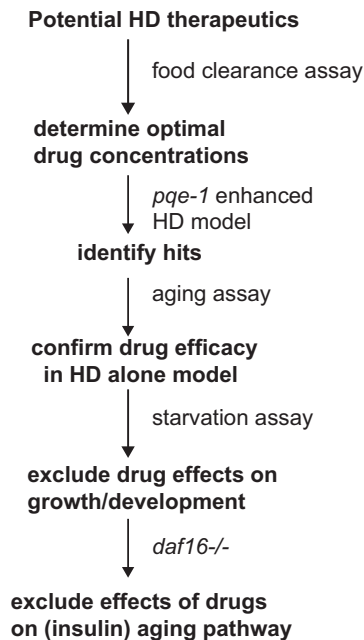 Potential HD therapeutics
food clearance assay
determine optimal
drug concentrations
pqe-1 enhanced
HD model
identify hits
aging assay
confirm drug efficacy
in HD alone model
starvation assay
exclude drug effects on
growth/development
daf16-/-
exclude effects of drugs
on (insulin) aging pathway